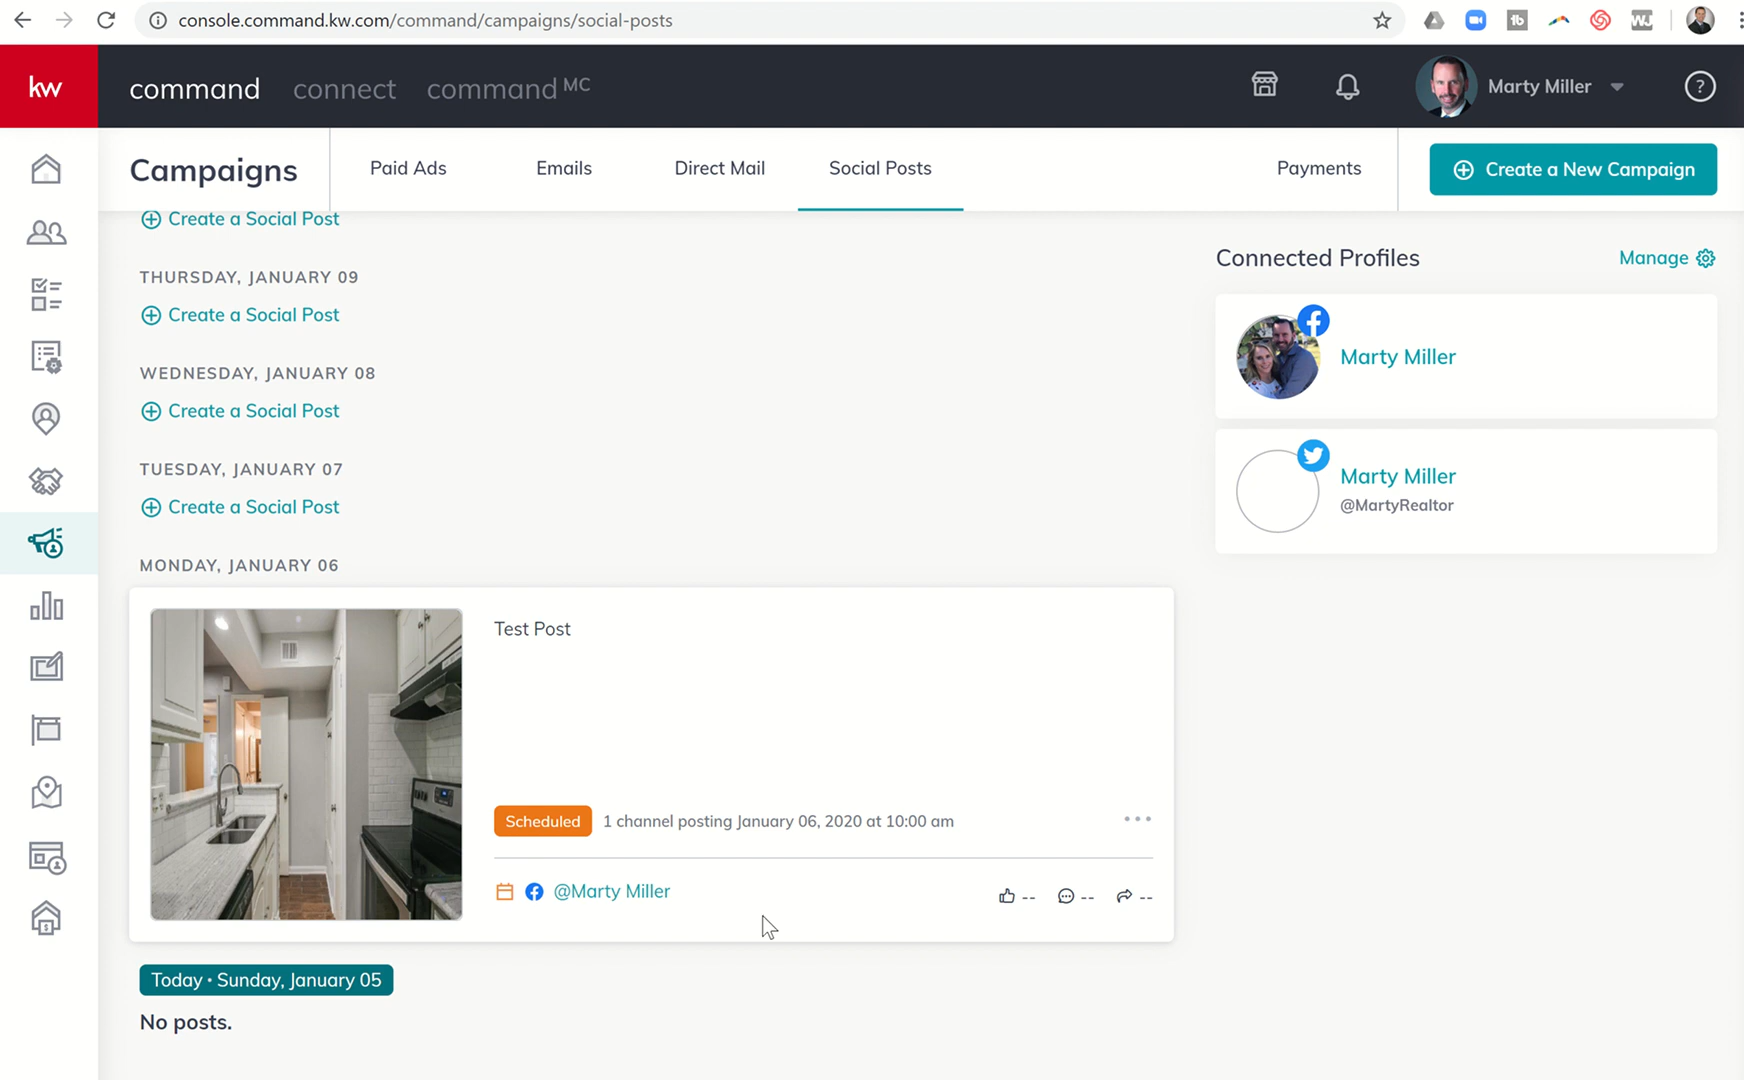 console.command.kw.com/command/campaigns/social-posts
kw
command connect command MC
Marty Miller
?
Campaigns
Paid Ads
Emails
Direct Mail
Social Posts
Payments
Create a New Campaign
Create a Social Post
THURSDAY, JANUARY 09
Create a Social Post
WEDNESDAY, JANUARY 08
Create a Social Post
TUESDAY, JANUARY 07
Create a Social Post
MONDAY, JANUARY 06
Test Post
Scheduled 1 channel posting January 06, 2020 at 10:00 am
@Marty Miller
-- -- --
Today • Sunday, January 05
No posts.
Connected Profiles
Manage
Marty Miller
Marty Miller
@MartyRealtor